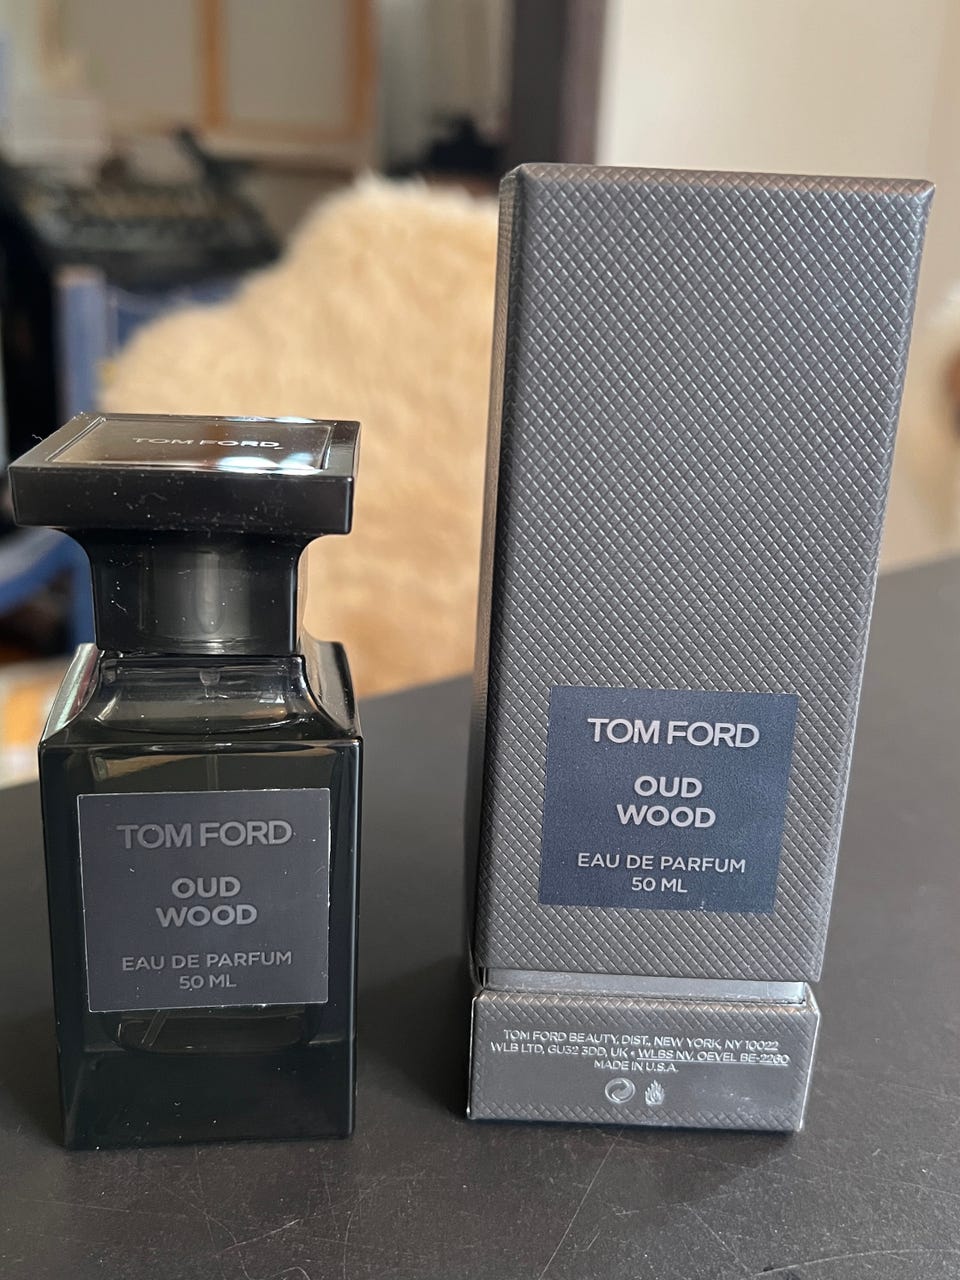 TOM FORD
TOM FORD
OUD
WOOD
EAU DE PARFUM
50 ML
TOM FORD
OUD
WOOD
EAU DE PARFUM
50 ML
TOM FORD BEAUTY, DIST., NEW YORK, NY 10022
WLB LTD, GU32 3DD, UK • WLBS NV, OEVEL BE-2260
MADE IN U.S.A.